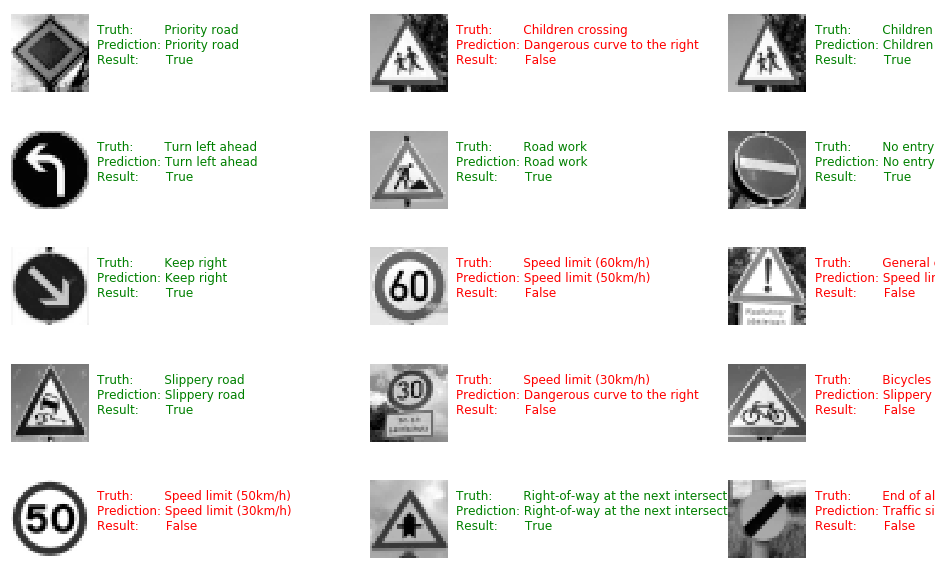 Truth: Priority road
Prediction: Priority road
Result: True
Truth: Children crossing
Prediction: Dangerous curve to the right
Result: False
Truth: Children
Prediction: Children
Result: True
Truth: Turn left ahead
Prediction: Turn left ahead
Result: True
Truth: Road work
Prediction: Road work
Result: True
Truth: No entry
Prediction: No entry
Result: True
Truth: Keep right
Prediction: Keep right
Result: True
60
Truth: Speed limit (60km/h)
Prediction: Speed limit (50km/h)
Result: False
!
Truth: General
Prediction: Speed
Result: False
Truth: Slippery road
Prediction: Slippery road
Result: True
30
Truth: Speed limit (30km/h)
Prediction: Dangerous curve to the right
Result: False
Truth: Bicycles
Prediction: Slippery
Result: False
50
Truth: Speed limit (50km/h)
Prediction: Speed limit (30km/h)
Result: False
Truth: Right-of-way at the next intersect
Prediction: Right-of-way at the next intersect
Result: True
Truth: End of
Prediction: Traffic
Result: False